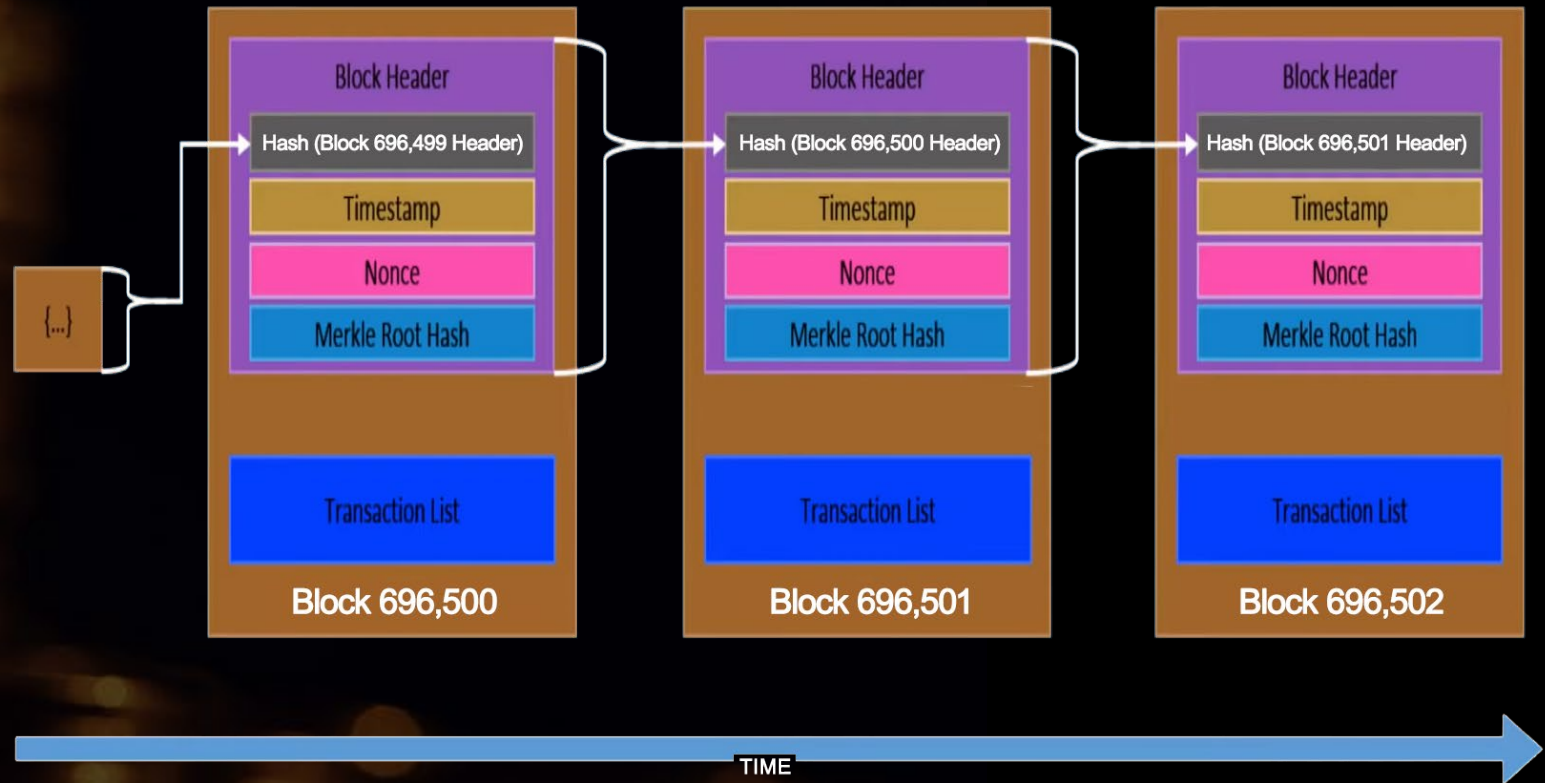 {...}
Block Header
Hash (Block 696,499 Header)
Timestamp
Nonce
Merkle Root Hash
Transaction List
Block 696,500
Block Header
Hash (Block 696,500 Header)
Timestamp
Nonce
Merkle Root Hash
Transaction List
Block 696,501
Block Header
Hash (Block 696,501 Header)
Timestamp
Nonce
Merkle Root Hash
Transaction List
Block 696,502
TIME